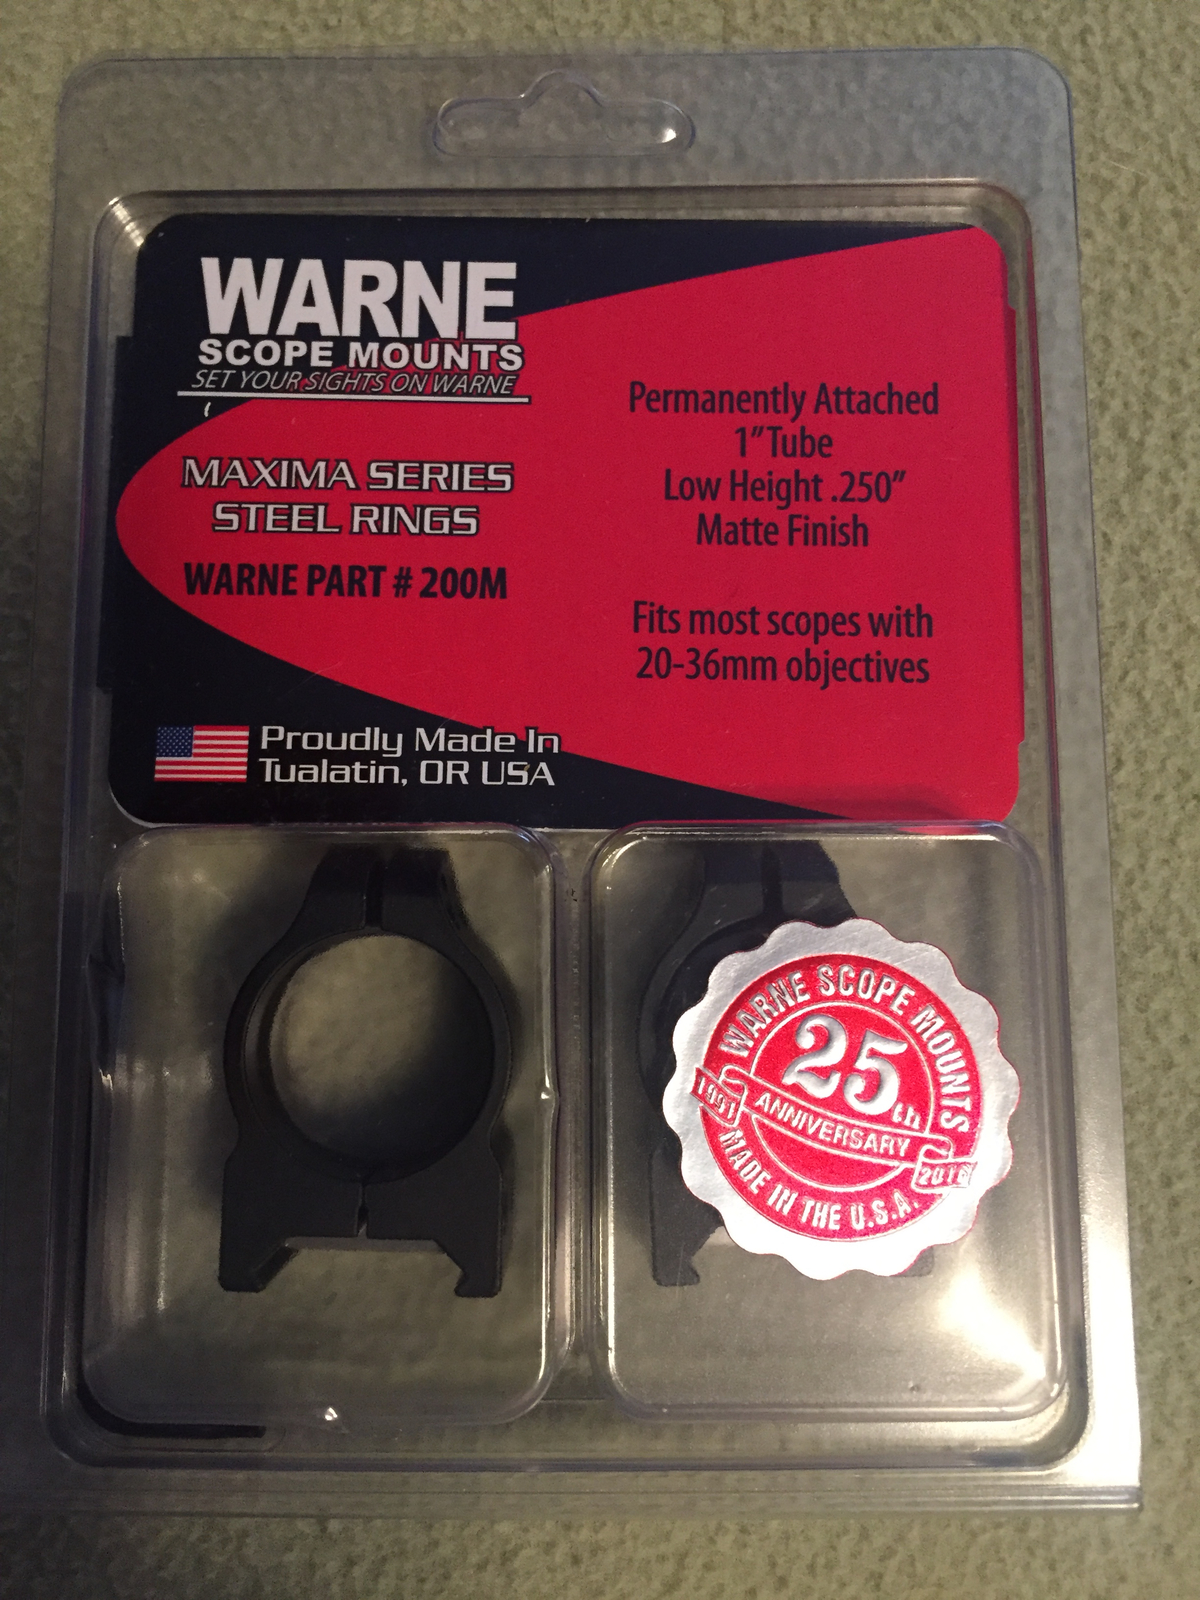 WARNE
SCOPE MOUNTS
SET YOUR SIGHTS ON WARNE
MAXIMA SERIES
STEEL RINGS
WARNE PART # 200M
Permanently Attached
1" Tube
Low Height .250"
Matte Finish
Fits most scopes with
20-36mm objectives
Proudly Made In
Tualatin, OR USA
WARNE SCOPE MOUNTS
25th
ANNIVERSARY
1991
2016
MADE IN THE U.S.A.